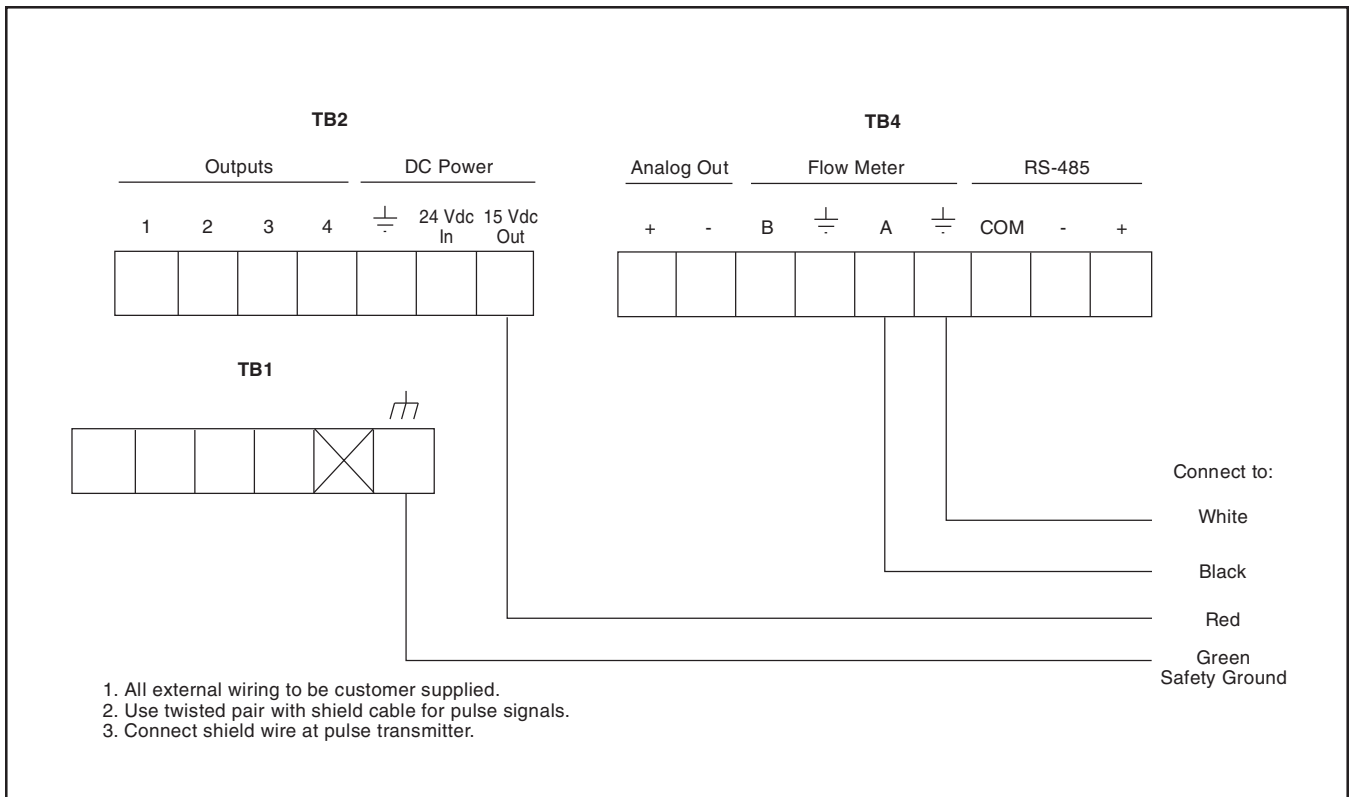 TB2
Outputs DC Power
1 2 3 4 24 Vdc In 15 Vdc Out
TB4
Analog Out Flow Meter RS-485
+ - B A COM - +
TB1
Connect to:
White
Black
Red
Green
Safety Ground
1. All external wiring to be customer supplied.
2. Use twisted pair with shield cable for pulse signals.
3. Connect shield wire at pulse transmitter.